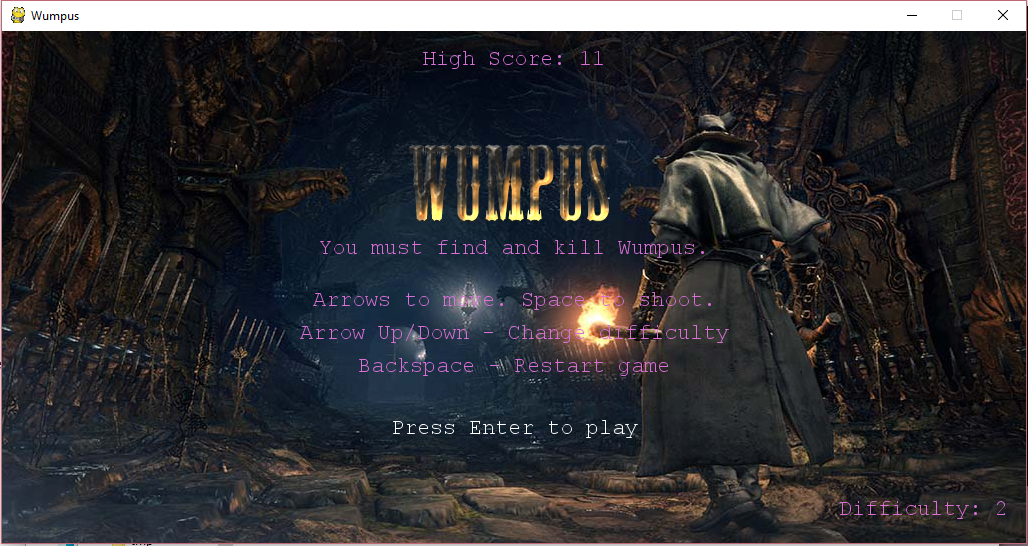 Wumpus
High Score: 11
WUMPUS
You must find and kill Wumpus.
Arrows to move. Space to shoot.
Arrow Up/Down - Change difficulty
Backspace - Restart game
Press Enter to play
Difficulty: 2